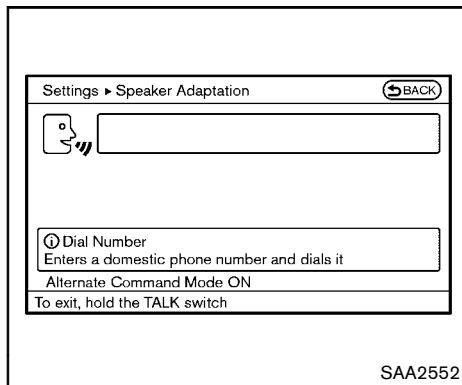 Settings ▸ Speaker Adaptation
BACK
ⓘ Dial Number
Enters a domestic phone number and dials it
Alternate Command Mode ON
To exit, hold the TALK switch
SAA2552